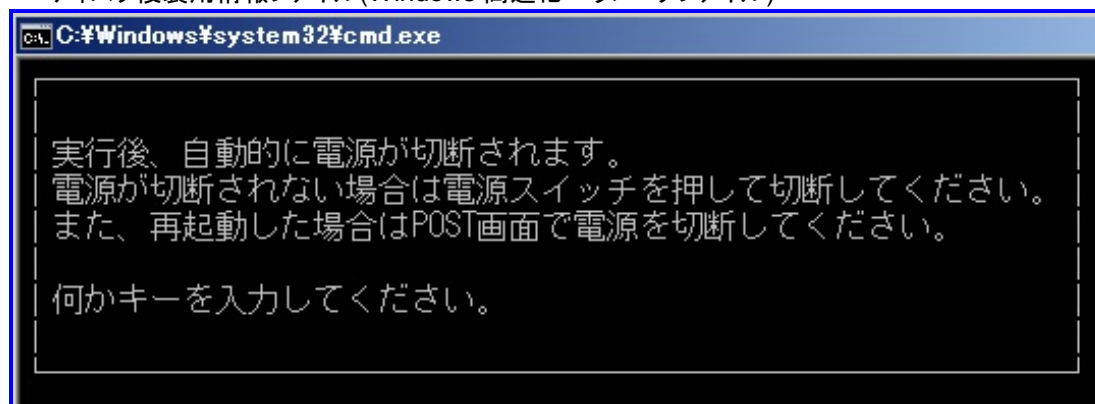 C:¥Windows¥system32¥cmd.exe
実行後、自動的に電源が切断されます。
電源が切断されない場合は電源スイッチを押して切断してください。
また、再起動した場合はPOST画面で電源を切断してください。
何かキーを入力してください。